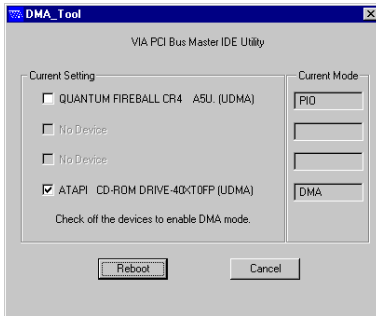 DMA_Tool
VIA PCI Bus Master IDE Utility
Current Setting
Current Mode
QUANTUM FIREBALL CR4 A5U. (UDMA)
PIO
No Device
No Device
ATAPI CD-ROM DRIVE-40XT0FP (UDMA)
DMA
Check off the devices to enable DMA mode.
Reboot
Cancel